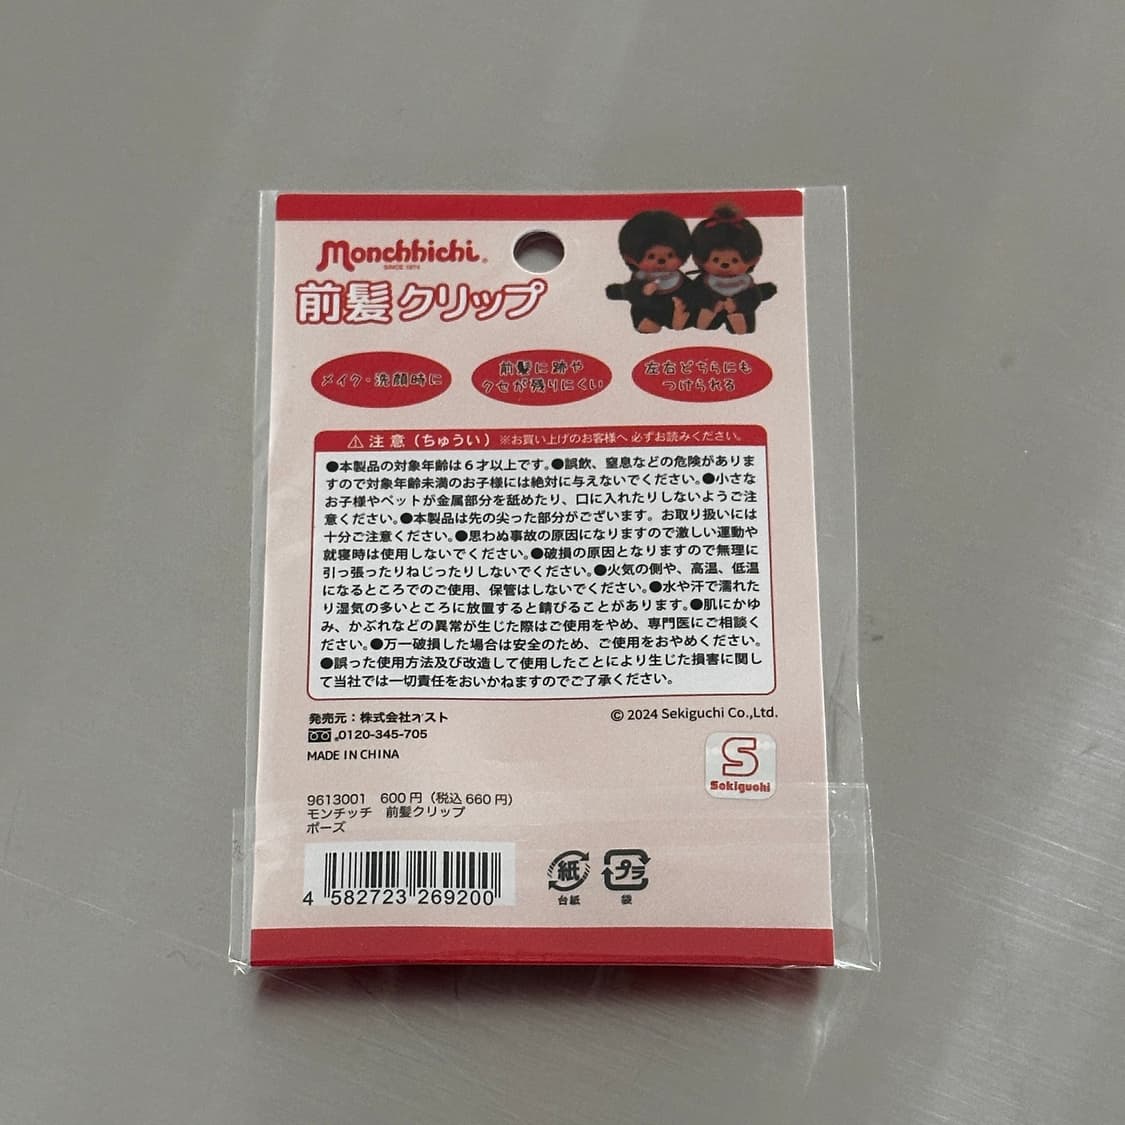 Monchhichi®
SINCE 1974
前髪クリップ
メイク・洗顔時に
前髪に跡や
クセが残りにくい
左右どちらにも
つけられる
⚠注意（ちゅうい）※お買い上げのお客様へ 必ずお読みください。
●本製品の対象年齢は6才以上です。●誤飲、窒息などの危険がありま
すので対象年齢未満のお子様には絶対に与えないでください。●小さな
お子様やペットが金属部分を舐めたり、口に入れたりしないようご注
意ください。●本製品は先の尖った部分がございます。お取り扱いには
十分ご注意ください。●思わぬ事故の原因になりますので激しい運動や
就寝時は使用しないでください。●破損の原因となりますので無理に
引っ張ったりねじったりしないでください。●火気の側や、高温、低温
になるところでのご使用、保管はしないでください。●水や汗で濡れた
り湿気の多いところに放置すると錆びることがあります。●肌にかゆ
み、かぶれなどの異常が生じた際はご使用をやめ、専門医にご相談く
ださい。●万一破損した場合は安全のため、ご使用をおやめください。
●誤った使用方法及び改造して使用したことにより生じた損害に関し
て当社では一切責任をおいかねますのでご了承ください。
発売元：株式会社オスト
0120-345-705
MADE IN CHINA
© 2024 Sekiguchi Co.,Ltd.
S
Sekiguchi
9613001 600円（税込660円）
モンチッチ 前髪クリップ
ポーズ
4 582723 269200
紙
台紙
プラ
袋